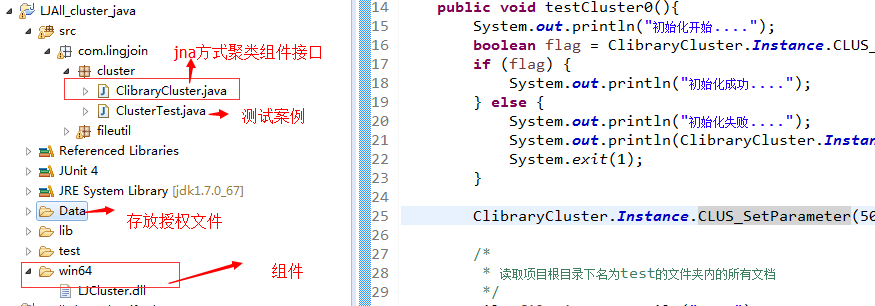 LJAll_cluster_java
src
com.lingjoin
jna方式聚类组件接口
cluster
ClibraryCluster.java
ClusterTest.java
测试案例
fileutil
Referenced Libraries
JUnit 4
JRE System Library [jdk1.7.0_67]
Data
存放授权文件
lib
test
win64
组件
LJCluster.dll
14 public void testCluster0(){
15 System.out.println("初始化开始....");
16 boolean flag = ClibraryCluster.Instance.CLUS_
17 if (flag) {
18 System.out.println("初始化成功....");
19 } else {
20 System.out.println("初始化失败....");
21 System.out.println(ClibraryCluster.Instan
22 System.exit(1);
23 }
24
25 ClibraryCluster.Instance.CLUS_SetParameter(50
26
27 /*
28 * 读取项目根目录下名为test的文件夹内的所有文档
29 */